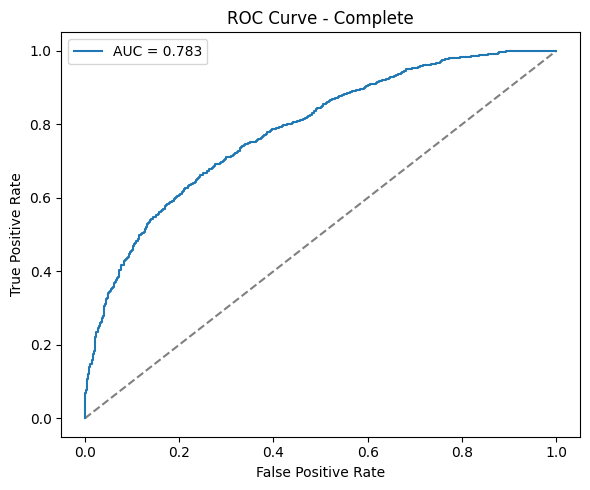 ROC Curve - Complete
AUC = 0.783
True Positive Rate
1.0
0.8
0.6
0.4
0.2
0.0
0.0 0.2 0.4 0.6 0.8 1.0
False Positive Rate